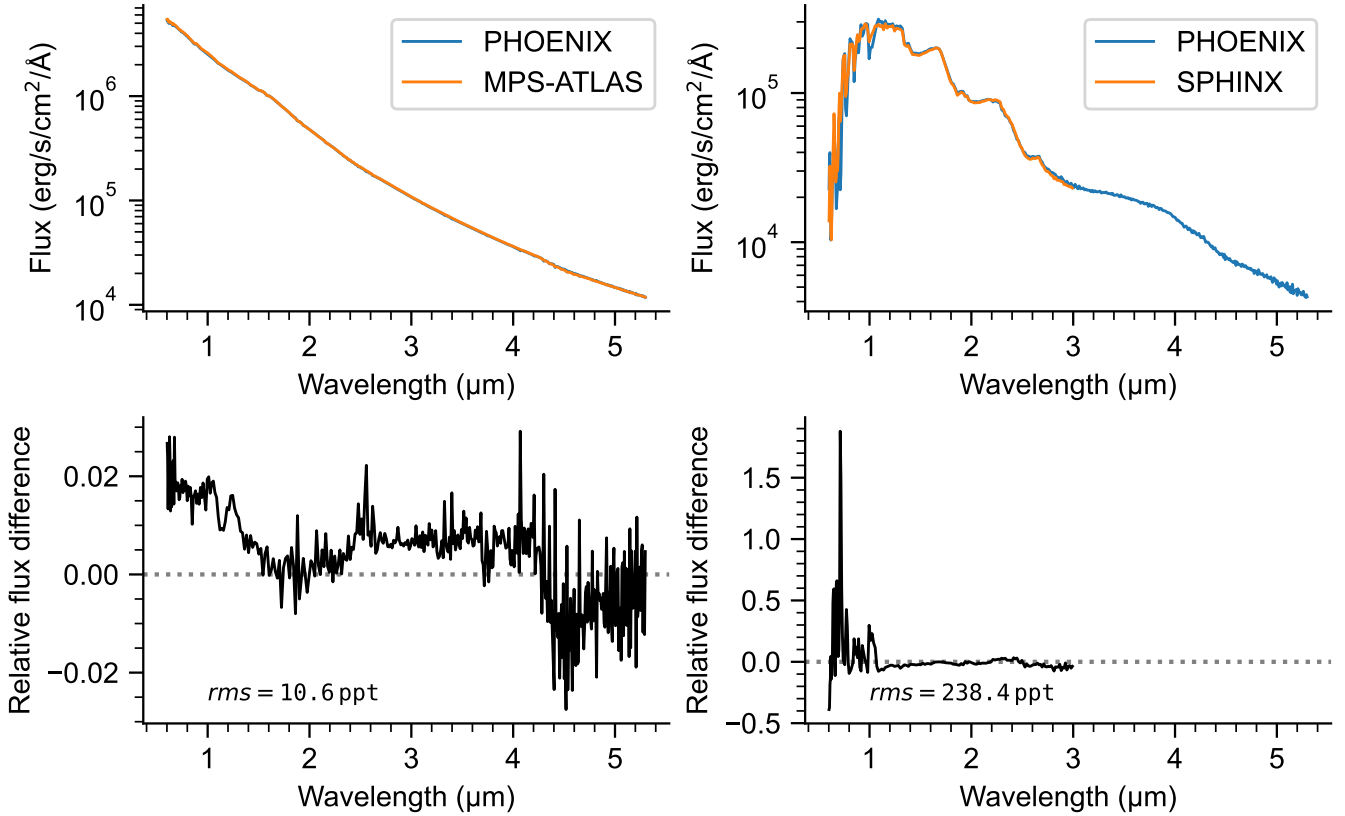 Flux (erg/s/cm²/Å)
10⁶
10⁵
10⁴
PHOENIX
MPS-ATLAS
1 2 3 4 5
Wavelength (µm)
Flux (erg/s/cm²/Å)
10⁵
10⁴
PHOENIX
SPHINX
1 2 3 4 5
Wavelength (µm)
Relative flux difference
0.02
0.00
−0.02
rms = 10.6 ppt
1 2 3 4 5
Wavelength (µm)
Relative flux difference
1.5
1.0
0.5
0.0
−0.5
rms = 238.4 ppt
1 2 3 4 5
Wavelength (µm)